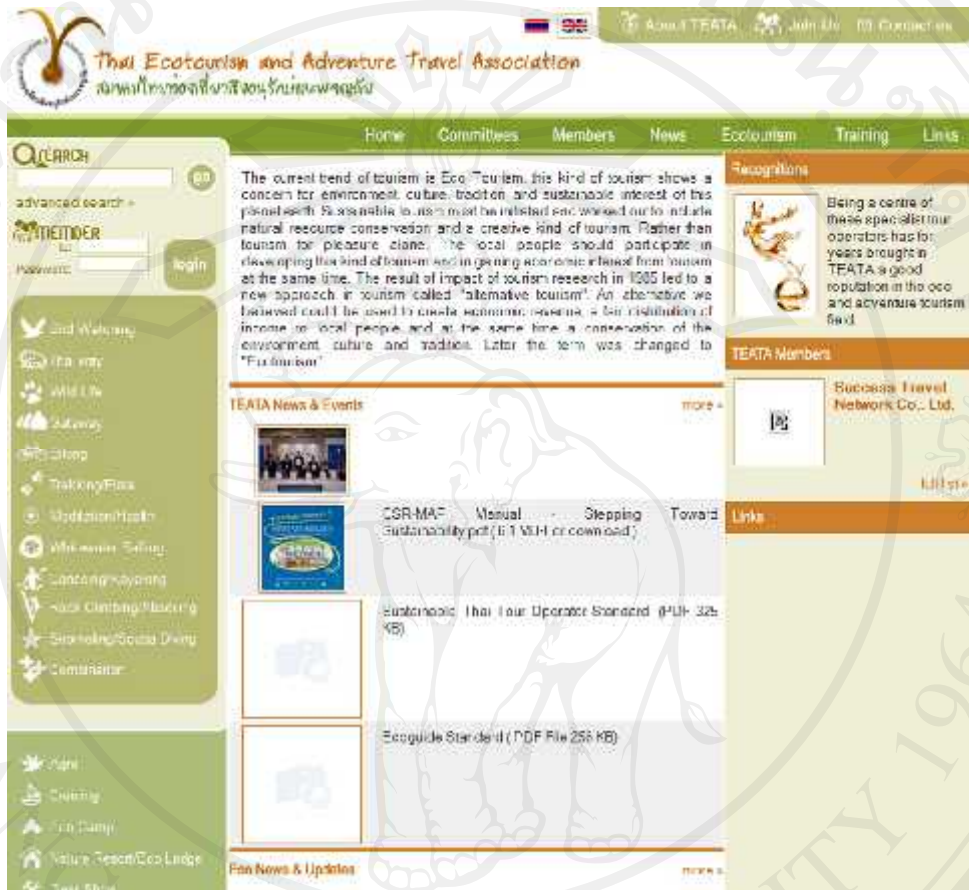 About TEATA Join Us Contact us
Thai Ecotourism and Adventure Travel Association
Home Committees Members News Ecotourism Training Links
SEARCH
go
advanced search »
MEMBER
Password
login
Bird Watching
Thai Way
Wild Life
Biking
Trekking/Flora
Meditation/Health
Whitewater Rafting
Canoeing/Kayaking
Rock Climbing/Abseiling
Snorkeling/Scuba Diving
Combination
Agro
Cruising
Eco Camp
Nature Resort/Eco Lodge
The current trend of tourism is Eco Tourism, this kind of tourism shows a
concern for environment, culture, tradition and sustainable interest of this
planet earth. Sustainable tourism must be initiated and worked out to include
natural resource conservation and a creative kind of tourism. Rather than
tourism for pleasure alone. The local people should participate in
developing this kind of tourism and in gaining economic interest from tourism
at the same time. The result of impact of tourism research in 1985 led to a
new approach in tourism called "alternative tourism". An alternative we
believed could be used to create economic revenue, a fair distribution of
income to local people and at the same time a conservation of the
environment, culture and tradition. Later the term was changed to
"Ecotourism"
TEATA News & Events more »
CSR-MAP Manual - Stepping Toward
Sustainability.pdf ( for download )
Sustainable Thai Tour Operator Standard (PDF 325
KB)
Ecoguide Standard ( PDF File 256 KB)
Eco News & Updates more »
Recognitions
Being a centre of
these specialist tour
operators has for
years brought in
TEATA a good
reputation in the eco
and adventure tourism
field.
TEATA Members
Success Travel
Network Co., Ltd.
full list »
Links